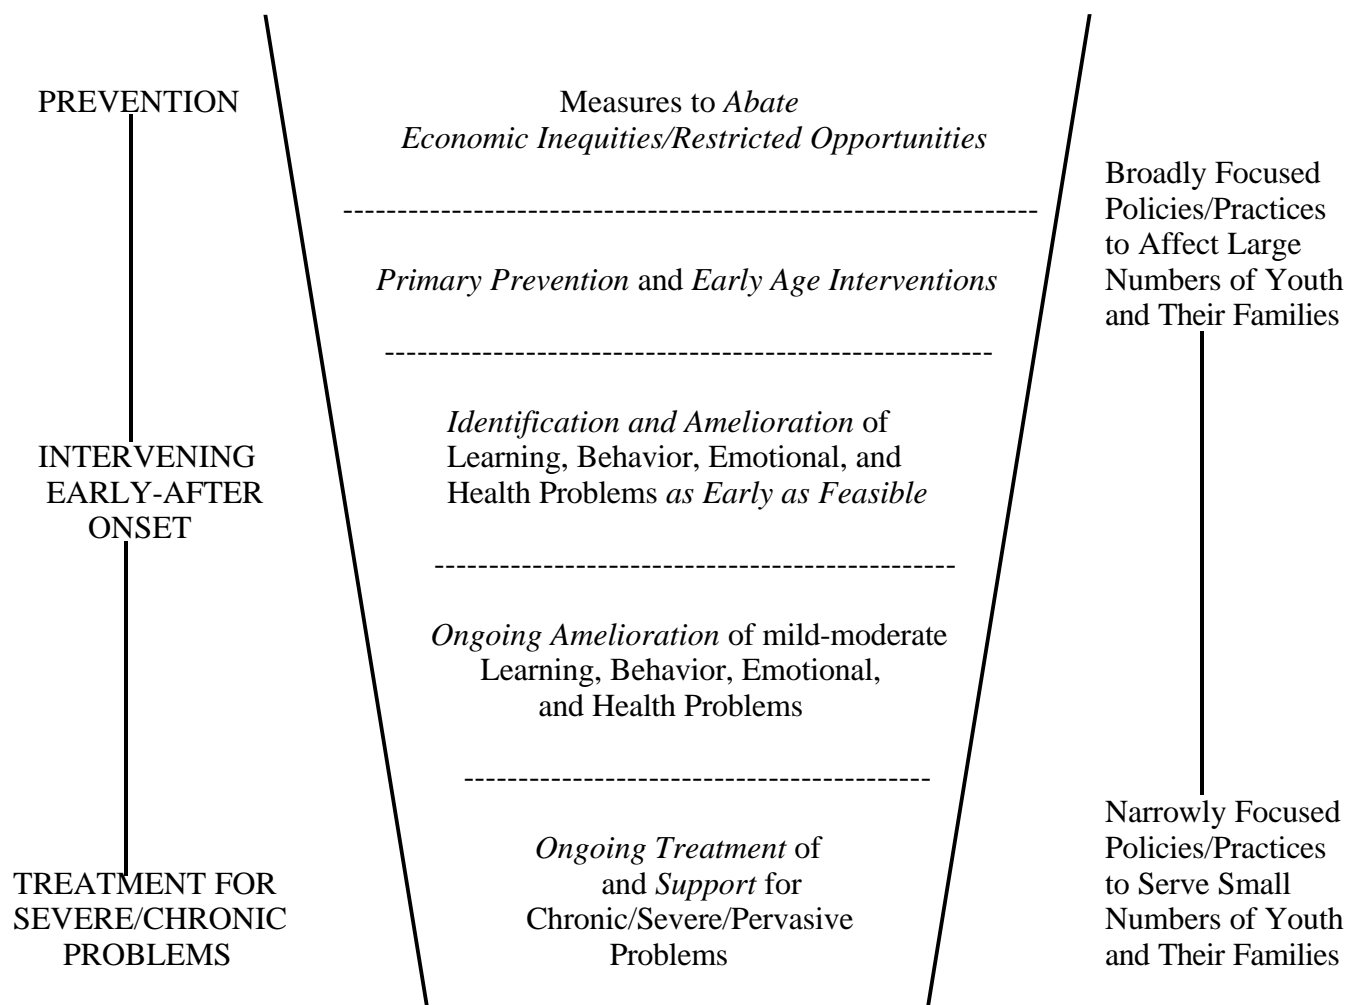 PREVENTION
Measures to Abate
Economic Inequities/Restricted Opportunities
Broadly Focused
Policies/Practices
to Affect Large
Numbers of Youth
and Their Families
Primary Prevention and Early Age Interventions
INTERVENING
EARLY-AFTER
ONSET
Identification and Amelioration of
Learning, Behavior, Emotional, and
Health Problems as Early as Feasible
Ongoing Amelioration of mild-moderate
Learning, Behavior, Emotional,
and Health Problems
TREATMENT FOR
SEVERE/CHRONIC
PROBLEMS
Ongoing Treatment of
and Support for
Chronic/Severe/Pervasive
Problems
Narrowly Focused
Policies/Practices
to Serve Small
Numbers of Youth
and Their Families